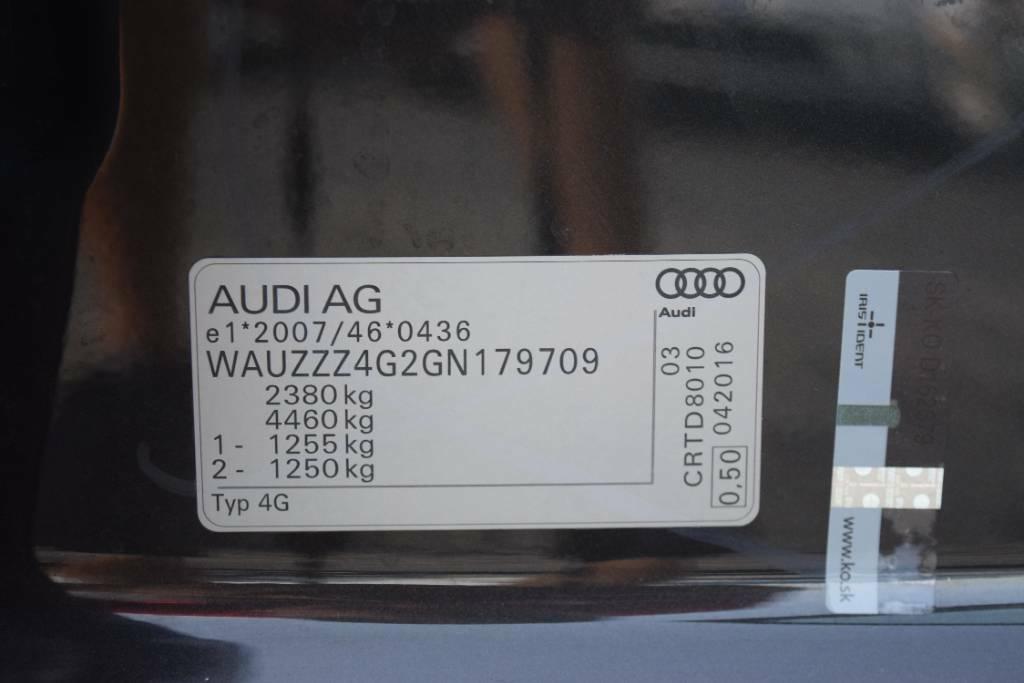 AUDI AG
e1*2007/46*0436
WAUZZZ4G2GN179709
2380 kg
4460 kg
1 - 1255 kg
2 - 1250 kg
Typ 4G
Audi
03
CRTD8010
0,50 042016
IRIS IDENT
www.ko.sk